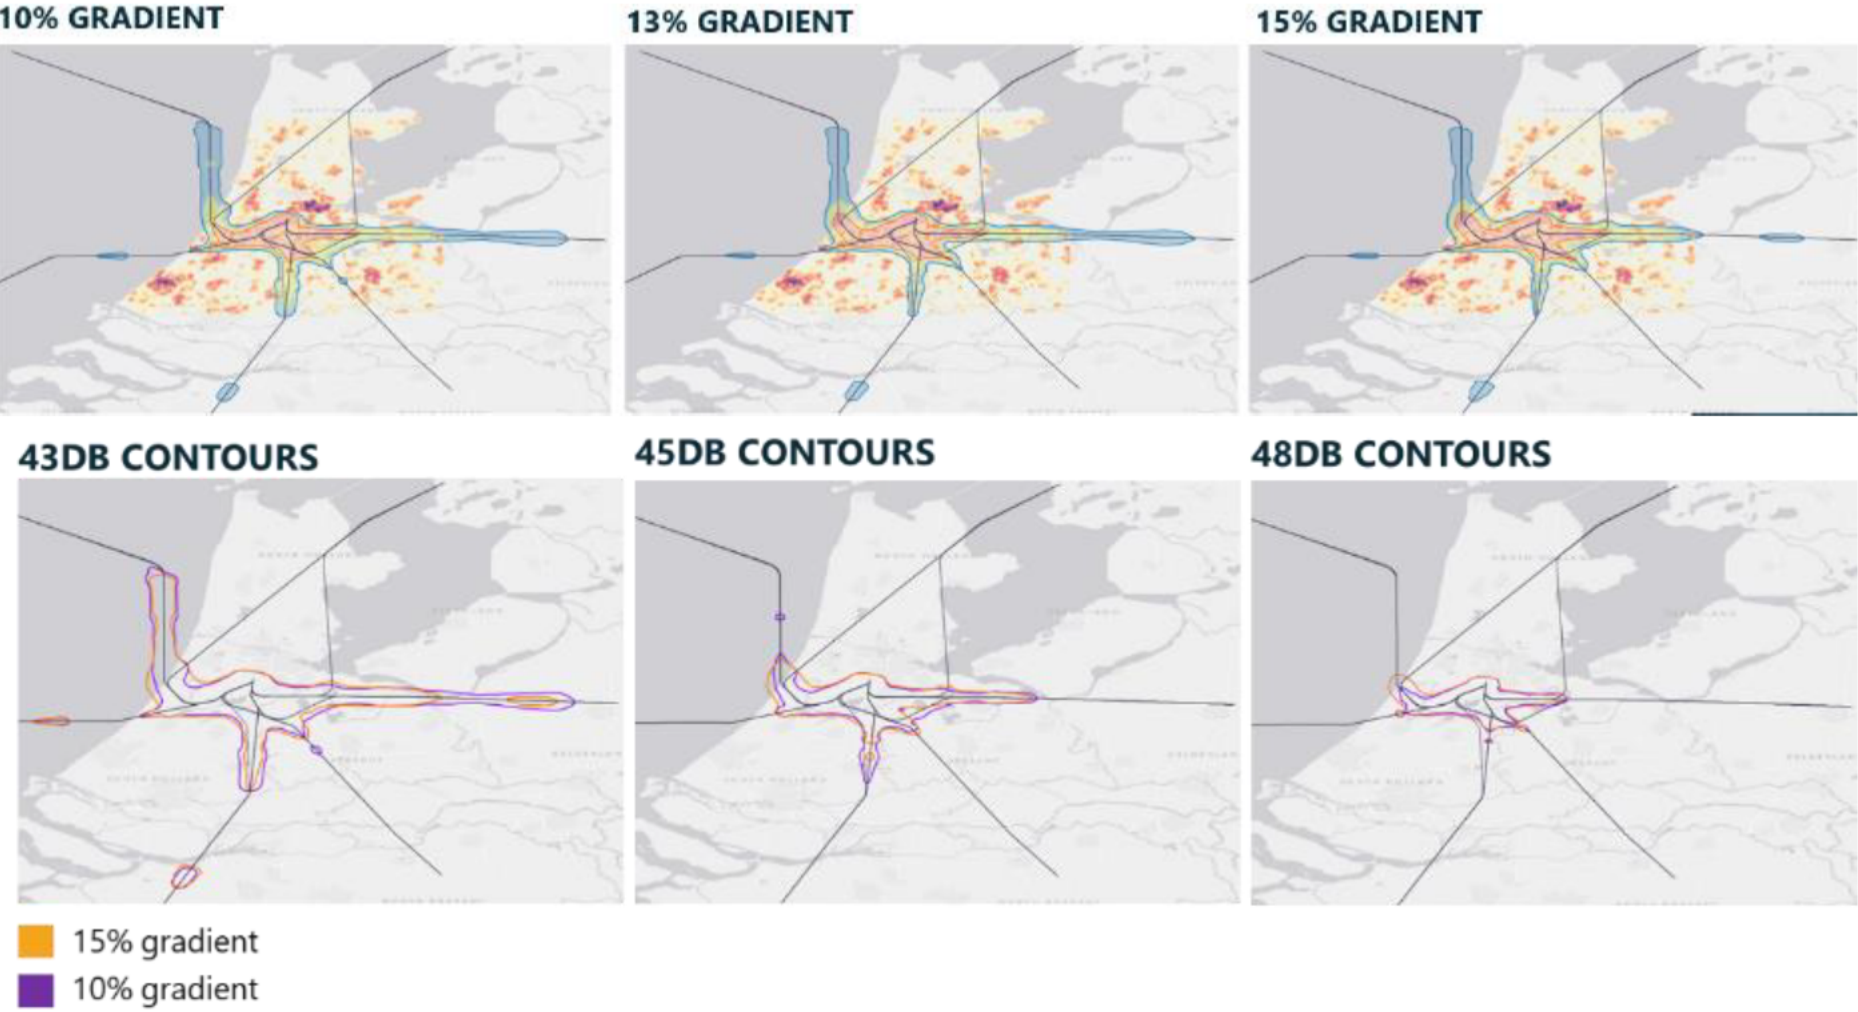 10% GRADIENT
13% GRADIENT
15% GRADIENT
43DB CONTOURS
45DB CONTOURS
48DB CONTOURS
15% gradient
10% gradient